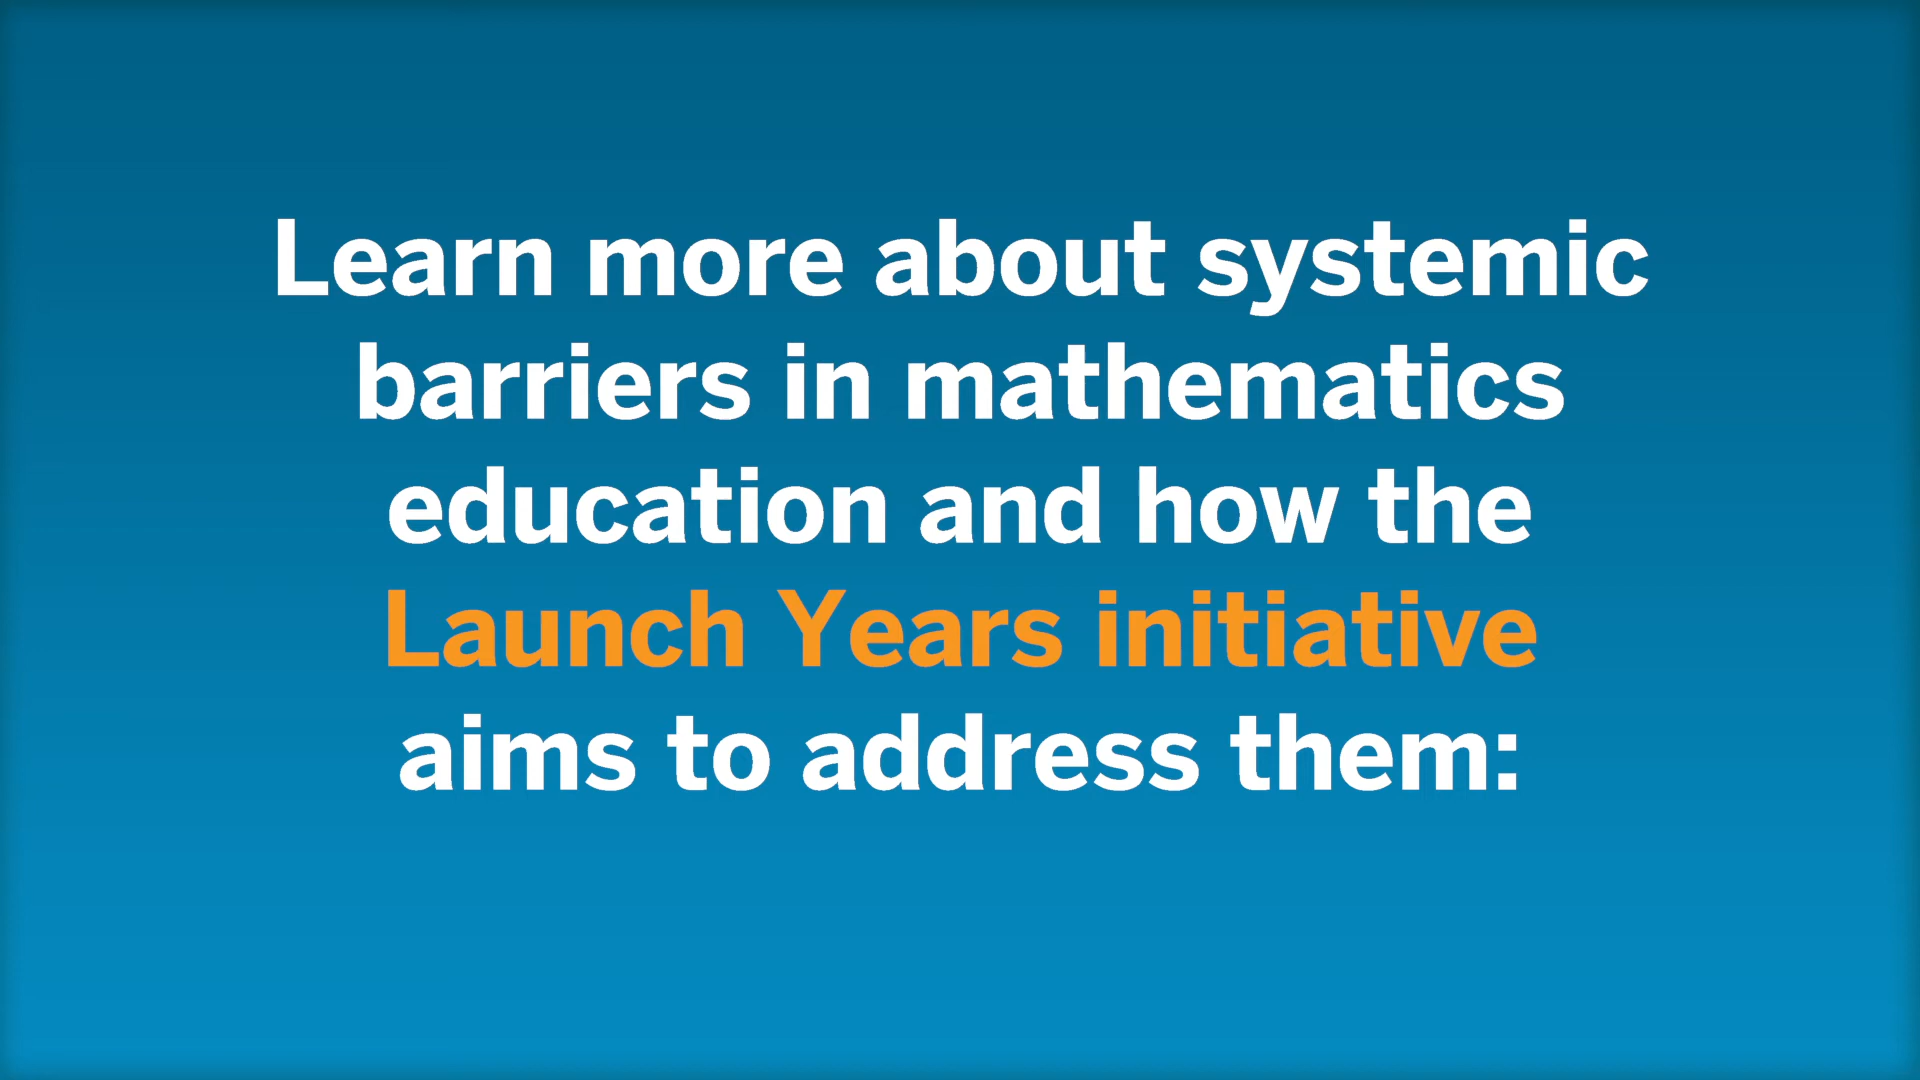 Learn more about systemic
barriers in mathematics
education and how the
Launch Years initiative
aims to address them: